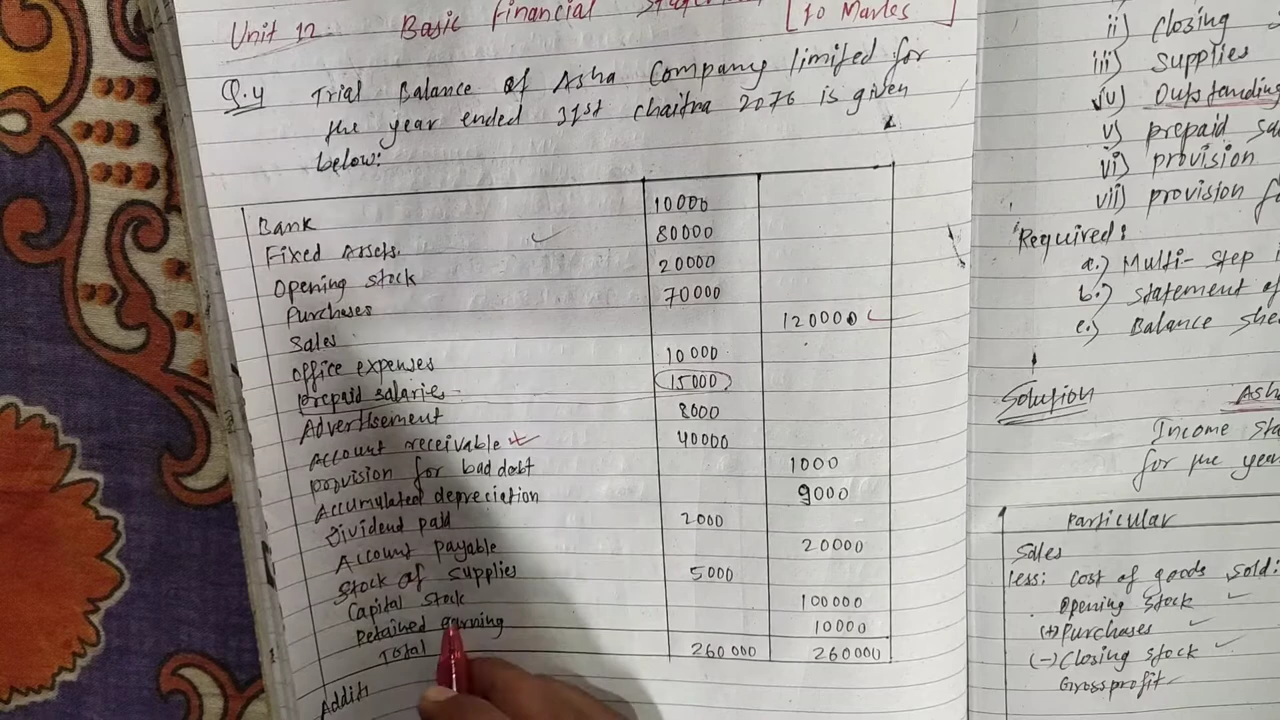 Unit 12 Basic Financial [10 Marks]
Q.4 Trial Balance of Asha Company limited for
the year ended 31st chaitra 2076 is given
below:
Bank 10000
Fixed Assets. 80000
Opening stock 20000
Purchases 70000
Sales 120000
Office expenses 10000
Prepaid salaries 15000
Advertisement 8000
Account receivable 40000
provision for bad debt 1000
Accumulated depreciation 9000
Dividend paid 2000
Account payable 20000
Stock of supplies 5000
Capital stock 100000
Retained earning 10000
Total 260000 260000
Addit
ii) Closing
iii) supplies
iv) Outstanding
v) prepaid sa
vi) provision
vii) provision f
Required:
a.) Multi-step i
b.) Statement of
c.) Balance She
Solution
Ash
Income Sta
for the yea
Particular
Sales
less: Cost of goods sold:
Opening stock
(+) Purchases
(-) Closing stock
Gross profit